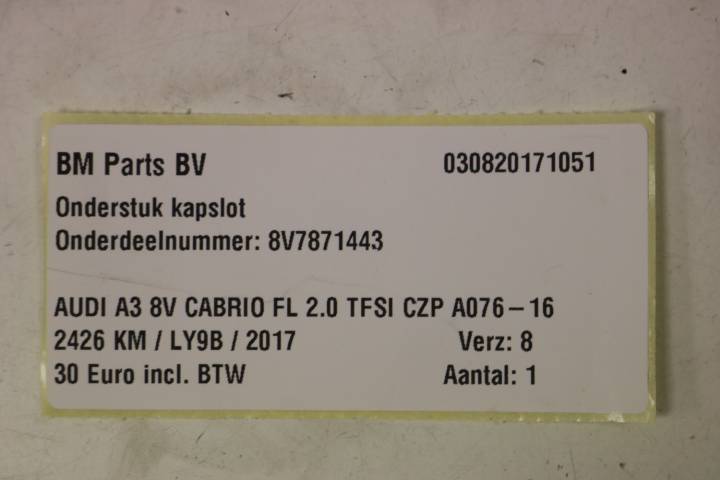 BM Parts BV 030820171051
Onderstuk kapslot
Onderdeelnummer: 8V7871443
AUDI A3 8V CABRIO FL 2.0 TFSI CZP A076-16
2426 KM / LY9B / 2017 Verz: 8
30 Euro incl. BTW Aantal: 1